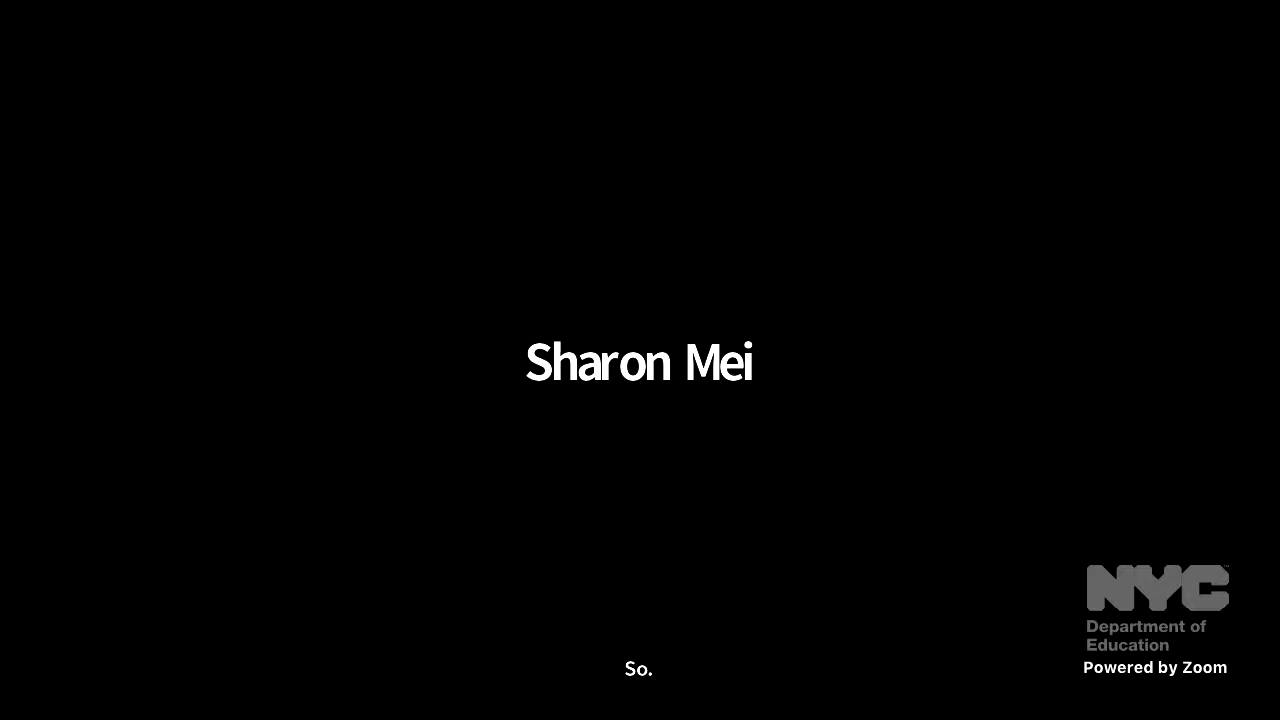 Sharon Mei
NYC
Department of
Education
Powered by Zoom
So.